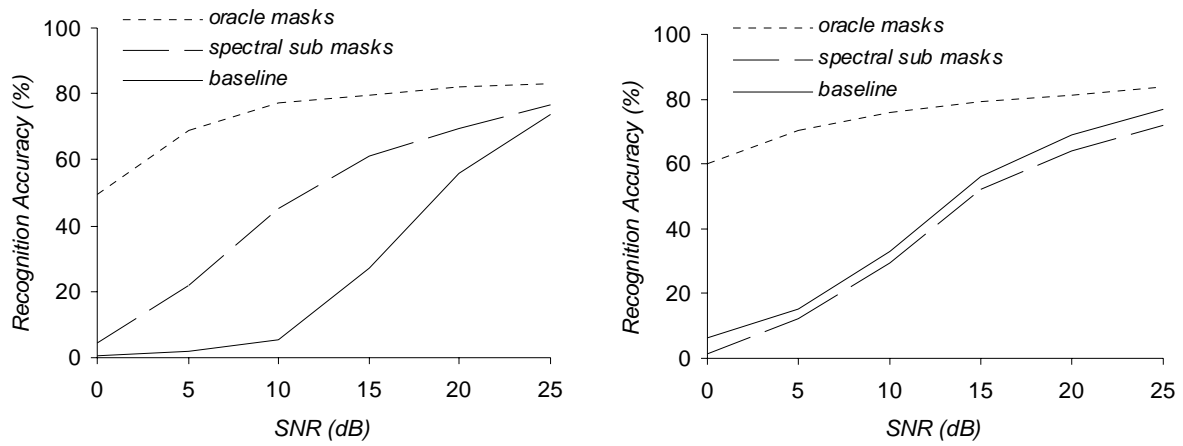 100
80
60
40
20
0
Recognition Accuracy (%)
oracle masks
spectral sub masks
baseline
0 5 10 15 20 25
SNR (dB)
100
80
60
40
20
0
Recognition Accuracy (%)
oracle masks
spectral sub masks
baseline
0 5 10 15 20 25
SNR (dB)